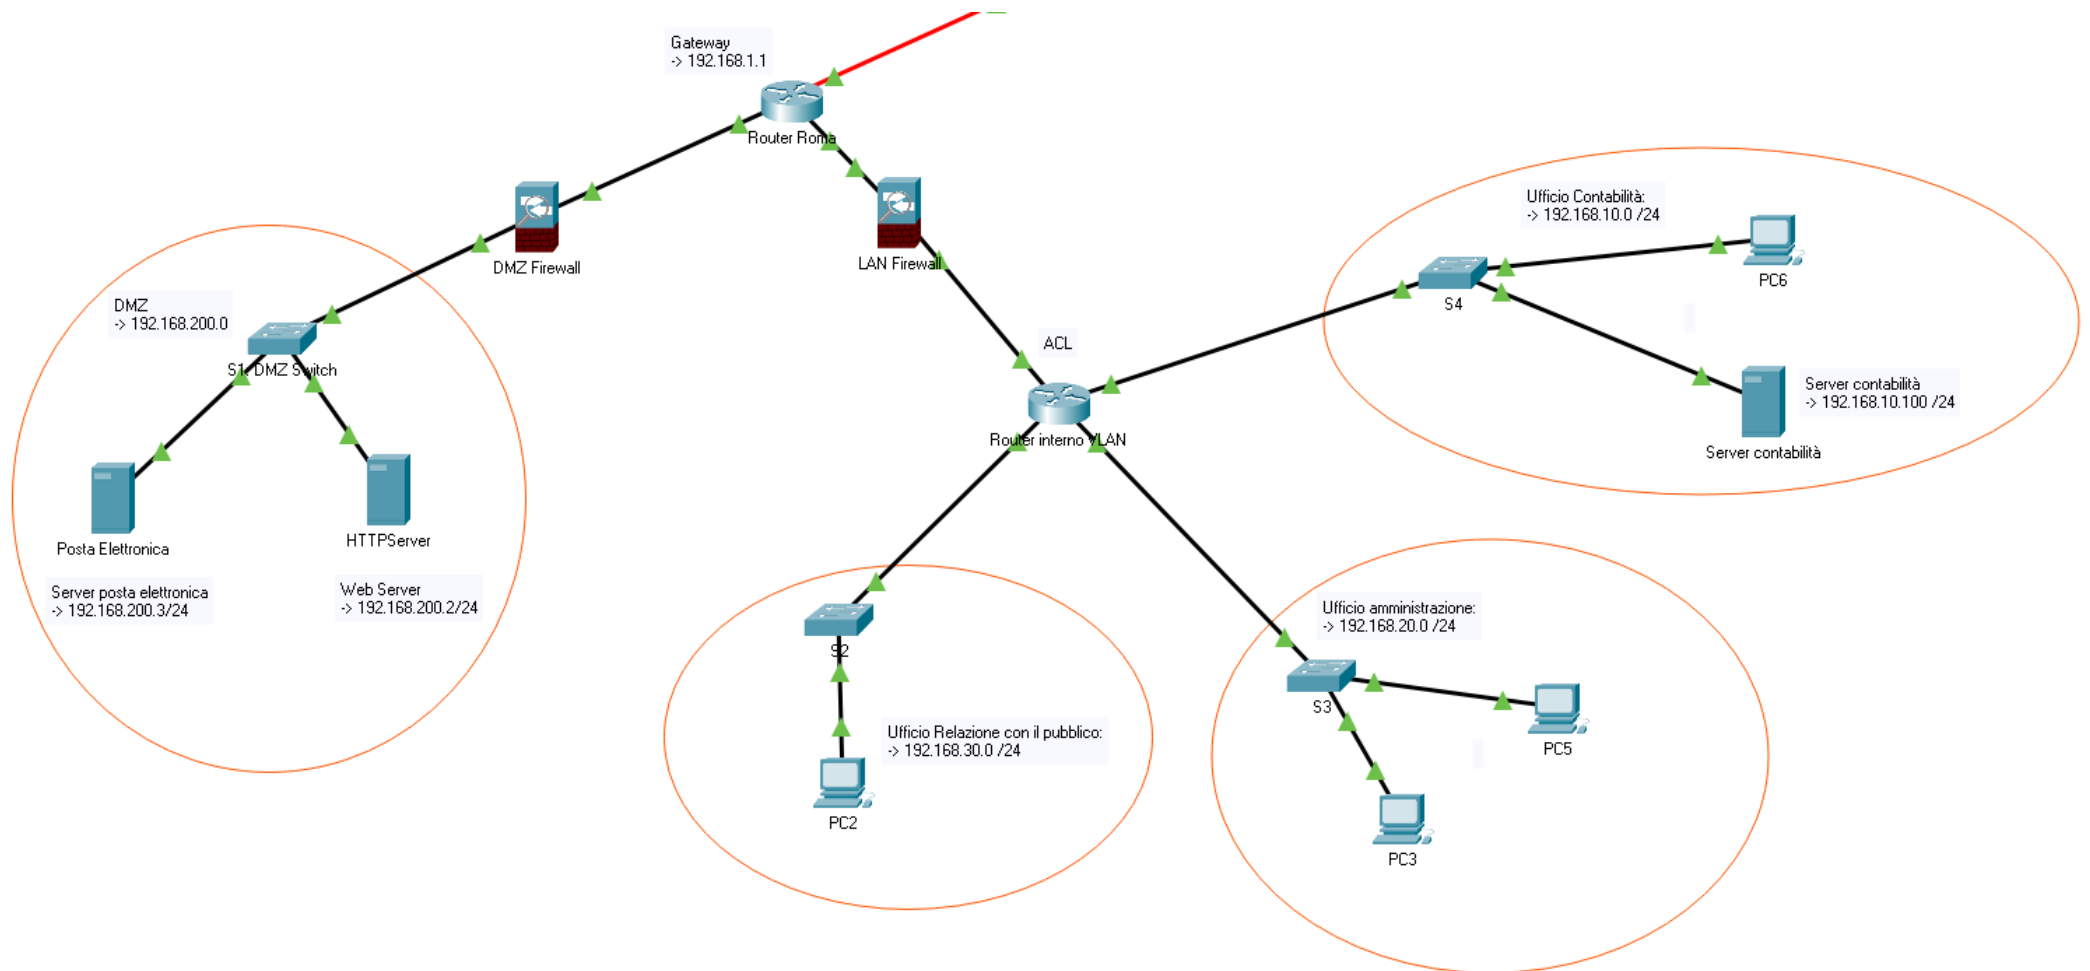 Gateway
-> 192.168.1.1
Router Roma
DMZ Firewall
LAN Firewall
DMZ
-> 192.168.200.0
S1: DMZ Switch
Posta Elettronica
HTTPServer
Server posta elettronica
-> 192.168.200.3/24
Web Server
-> 192.168.200.2/24
ACL
Router interno VLAN
Ufficio Contabilità:
-> 192.168.10.0 /24
PC6
S4
Server contabilità
-> 192.168.10.100 /24
Server contabilità
S2
Ufficio Relazione con il pubblico:
-> 192.168.30.0 /24
PC2
Ufficio amministrazione:
-> 192.168.20.0 /24
S3
PC5
PC3